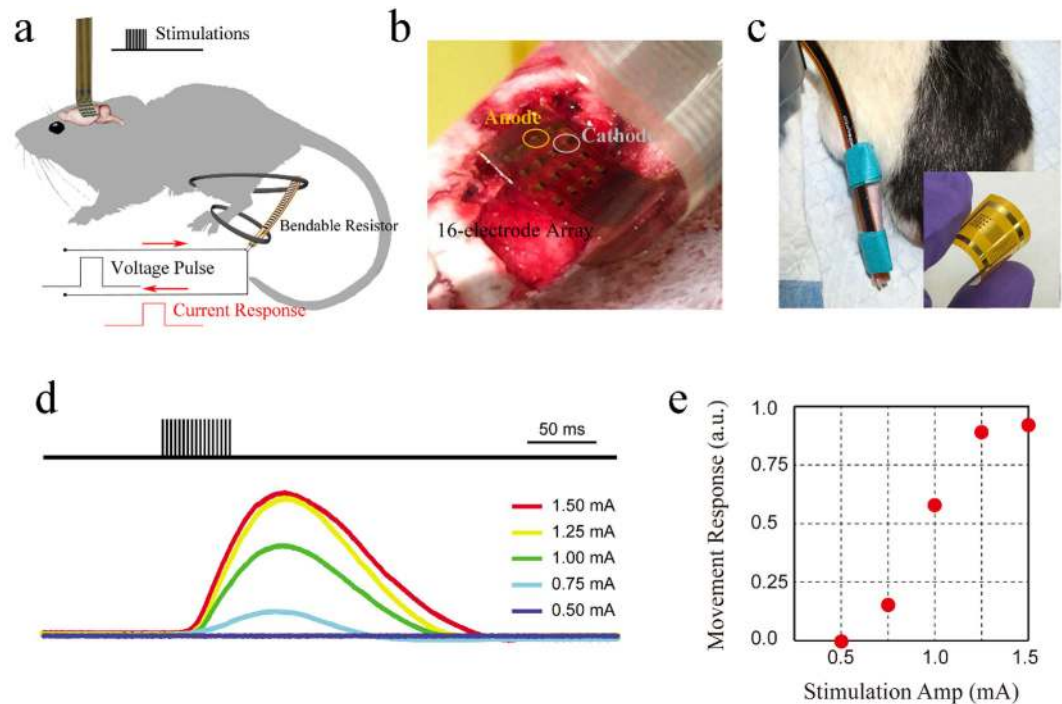 a
Stimulations
Bendable Resistor
Voltage Pulse
Current Response
b
Anode
Cathode
16-electrode Array
c
d
50 ms
1.50 mA
1.25 mA
1.00 mA
0.75 mA
0.50 mA
e
Movement Response (a.u.)
1.0
0.75
0.5
0.25
0.0
0.5 1.0 1.5
Stimulation Amp (mA)